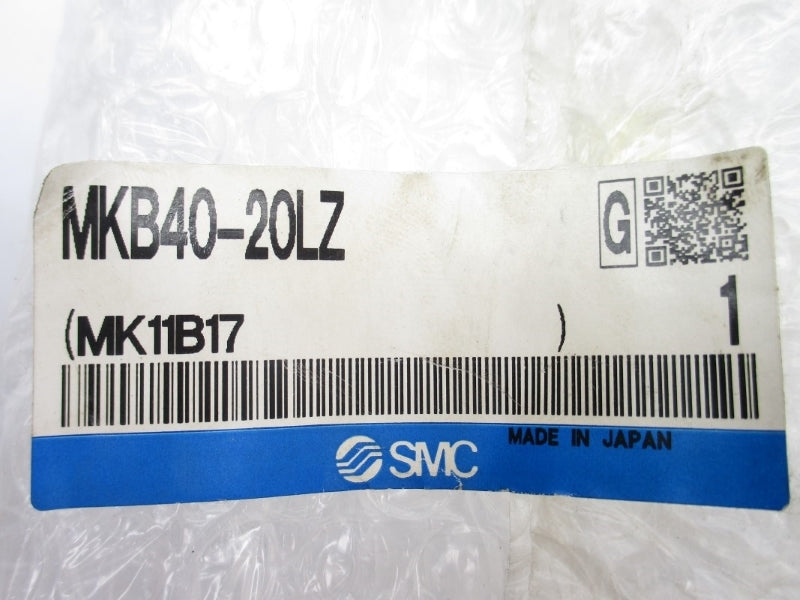 MKB40-20LZ
G
(MK11B17 )
1
MADE IN JAPAN
SMC